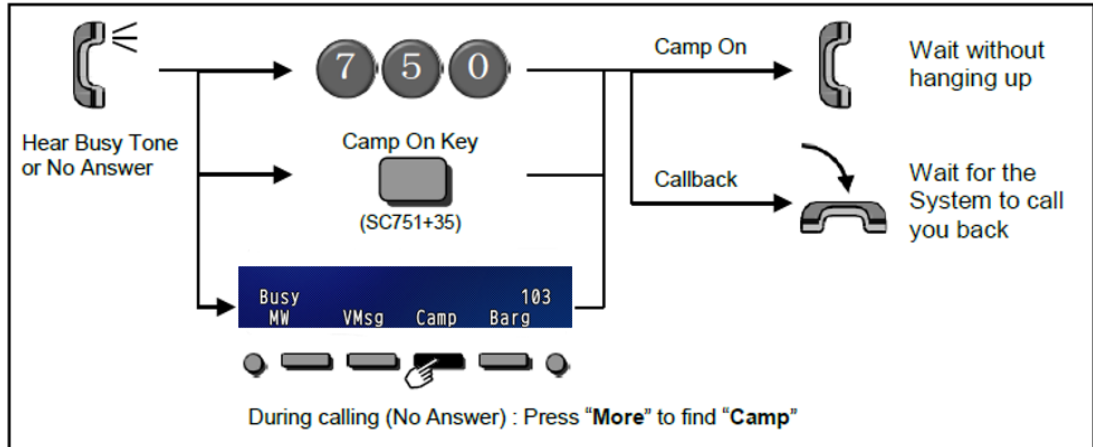 Hear Busy Tone
or No Answer
7 5 0
Camp On Key
(SC751+35)
Busy 103
MW VMsg Camp Barg
During calling (No Answer) : Press “More” to find “Camp”
Camp On
Wait without
hanging up
Callback
Wait for the
System to call
you back